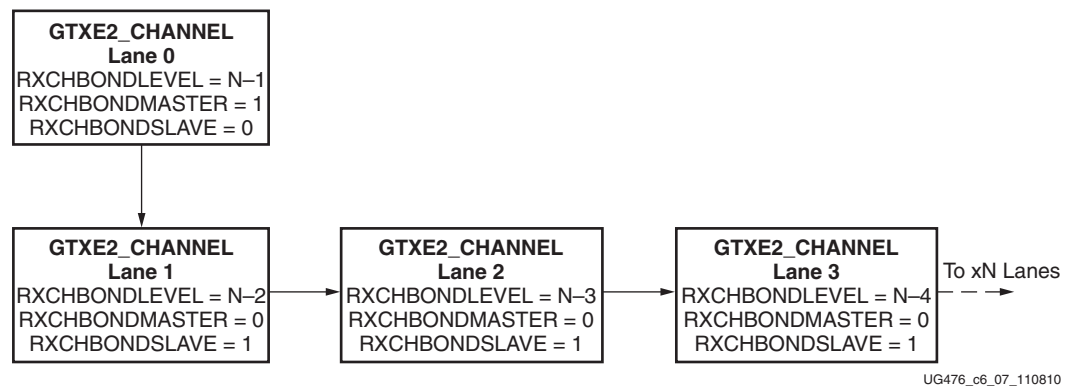 GTXE2_CHANNEL
Lane 0
RXCHBONDLEVEL = N–1
RXCHBONDMASTER = 1
RXCHBONDSLAVE = 0
GTXE2_CHANNEL
Lane 1
RXCHBONDLEVEL = N–2
RXCHBONDMASTER = 0
RXCHBONDSLAVE = 1
GTXE2_CHANNEL
Lane 2
RXCHBONDLEVEL = N–3
RXCHBONDMASTER = 0
RXCHBONDSLAVE = 1
GTXE2_CHANNEL
Lane 3
RXCHBONDLEVEL = N–4
RXCHBONDMASTER = 0
RXCHBONDSLAVE = 1
To xN Lanes
UG476_c6_07_110810